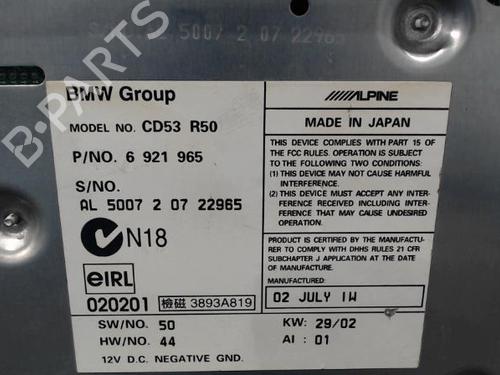 S AL 5007 2 07 22965
B-PARTS
BMW Group
ALPINE
MODEL NO. CD53 R50
MADE IN JAPAN
P/NO. 6 921 965
THIS DEVICE COMPLIES WITH PART 15 OF
THE FCC RULES. OPERATION IS SUBJECT TO
THE FOLLOWING TWO CONDITIONS:
(1) THIS DEVICE MAY NOT CAUSE HARMFUL
INTERFERENCE.
(2) THIS DEVICE MUST ACCEPT ANY INTER-
FERENCE RECEIVED INCLUDING INTER-
FERENCE THAT MAY CAUSE UNDESIRED
OPERATION.
S/NO.
AL 5007 2 07 22965
N18
PRODUCT IS CERTIFIED BY THE MANUFACTU-
RER TO COMPLY WITH DHHS RULES 21 CFR
SUBCHAPTER J APPLICATION AT THE DATE
OF MANUFACTURE.
eIRL
MANUFACTURED:
020201
檢磁 3893A819
02 JULY IW
SW/NO. 50
KW: 29/02
HW/NO. 44
AI : 01
12V D.C. NEGATIVE GND.